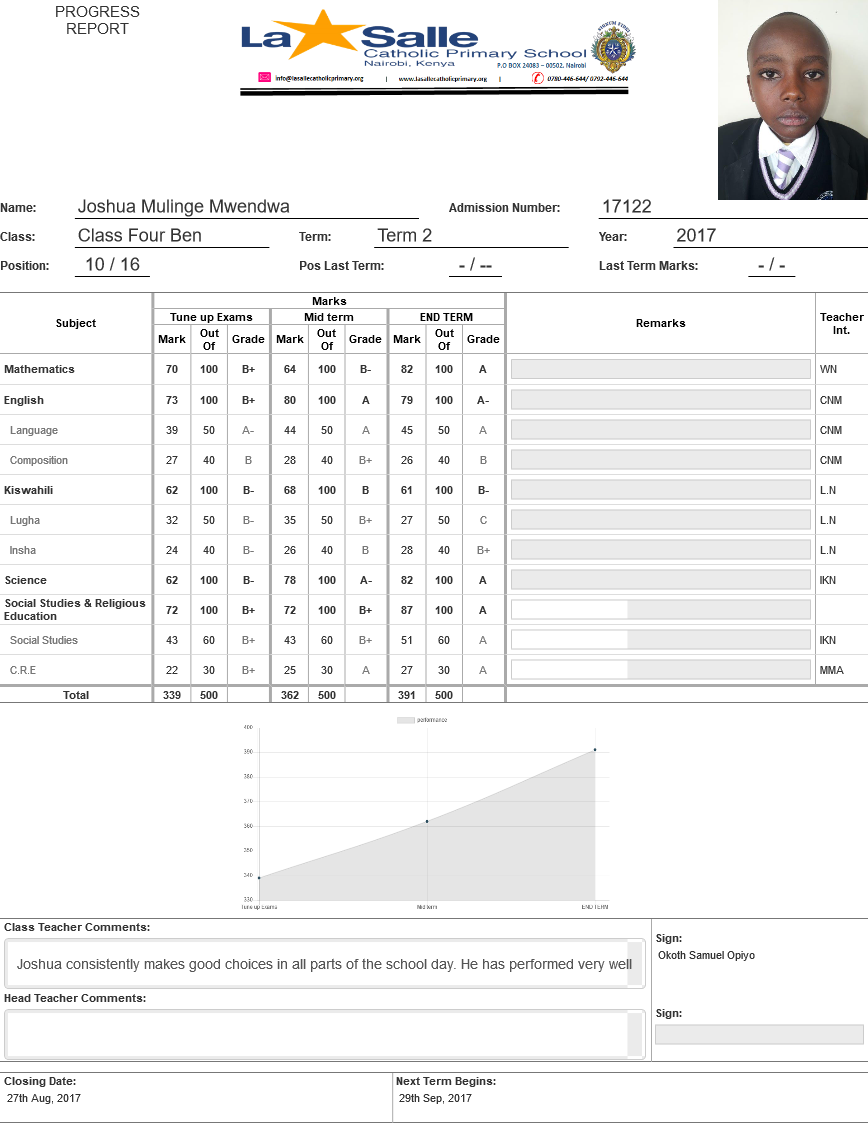 PROGRESS
REPORT
La Salle
Catholic Primary School
Nairobi, Kenya
P.O BOX 24083 – 00502, Nairobi
info@lasallecatholicprimary.org | www.lasallecatholicprimary.org | 0780-446-644/ 0792-446-644
Name: Joshua Mulinge Mwendwa Admission Number: 17122
Class: Class Four Ben Term: Term 2 Year: 2017
Position: 10 / 16 Pos Last Term: - / -- Last Term Marks: - / -
Marks
Subject Tune up Exams Mid term END TERM Remarks Teacher Int.
Mark Out Of Grade Mark Out Of Grade Mark Out Of Grade
Mathematics 70 100 B+ 64 100 B- 82 100 A WN
English 73 100 B+ 80 100 A 79 100 A- CNM
Language 39 50 A- 44 50 A 45 50 A CNM
Composition 27 40 B 28 40 B+ 26 40 B CNM
Kiswahili 62 100 B- 68 100 B 61 100 B- L.N
Lugha 32 50 B- 35 50 B+ 27 50 C L.N
Insha 24 40 B- 26 40 B 28 40 B+ L.N
Science 62 100 B- 78 100 A- 82 100 A IKN
Social Studies & Religious Education 72 100 B+ 72 100 B+ 87 100 A
Social Studies 43 60 B+ 43 60 B+ 51 60 A IKN
C.R.E 22 30 B+ 25 30 A 27 30 A MMA
Total 339 500 362 500 391 500
performance
400
390
380
370
360
350
340
330
Tune up Exams Mid term END TERM
Class Teacher Comments:
Joshua consistently makes good choices in all parts of the school day. He has performed very well
Sign:
Okoth Samuel Opiyo
Head Teacher Comments:
Sign:
Closing Date: Next Term Begins:
27th Aug, 2017 29th Sep, 2017